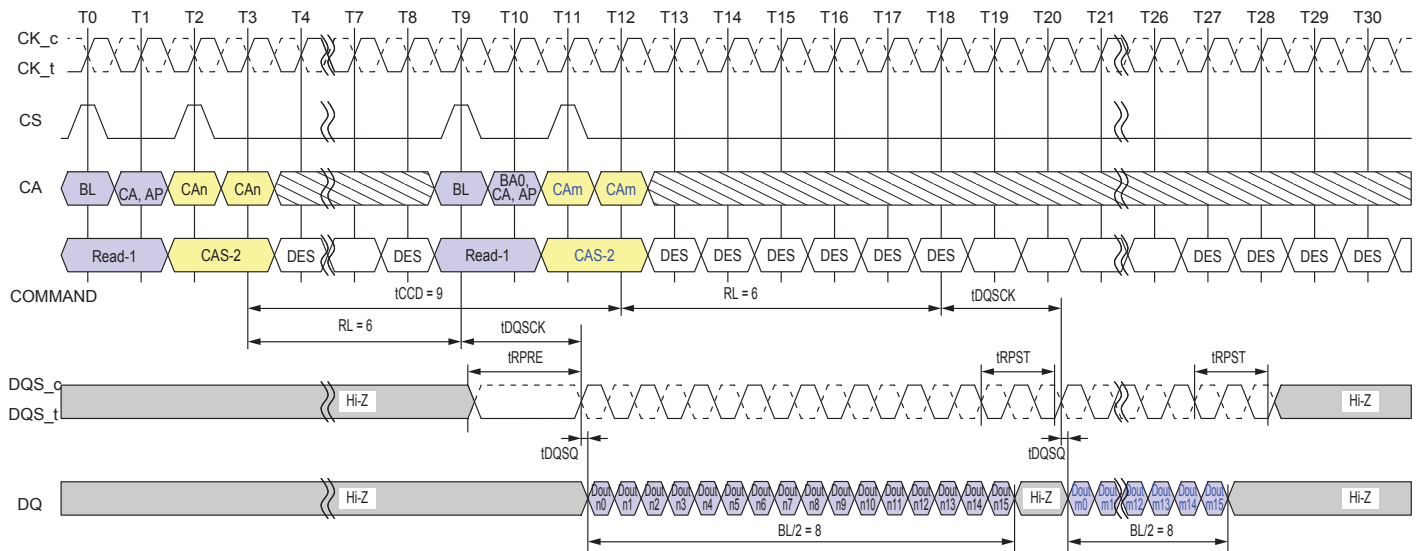 T0 T1 T2 T3 T4 T7 T8 T9 T10 T11 T12 T13 T14 T15 T16 T17 T18 T19 T20 T21 T26 T27 T28 T29 T30
CK_c
CK_t
CS
CA BL CA, AP CAn CAn BL BA0, CA, AP CAm CAm
Read-1 CAS-2 DES DES Read-1 CAS-2 DES DES DES DES DES DES DES DES DES DES
COMMAND
tCCD = 9 RL = 6 tDQSCK
RL = 6 tDQSCK
tRPRE tRPST tRPST
DQS_c
DQS_t
Hi-Z Hi-Z
tDQSQ tDQSQ
DQ Hi-Z Dout n0 Dout n1 Dout n2 Dout n3 Dout n4 Dout n5 Dout n6 Dout n7 Dout n8 Dout n9 Dout n10 Dout n11 Dout n12 Dout n13 Dout n14 Dout n15 Hi-Z Dout m0 Dout m1 Dout m12 Dout m13 Dout m14 Dout m15 Hi-Z
BL/2 = 8 BL/2 = 8